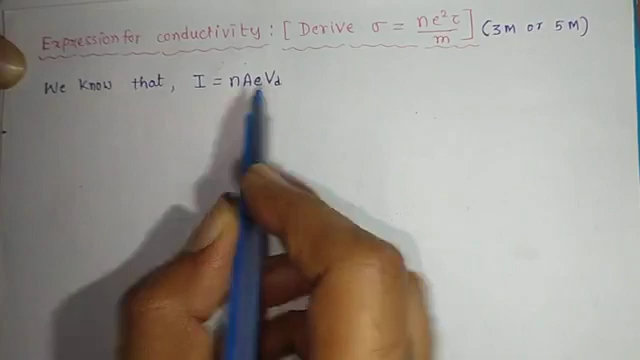 Expression for conductivity : [ Derive σ = ne²τ/m ] (3M or 5M)
We know that, I = nAeVd